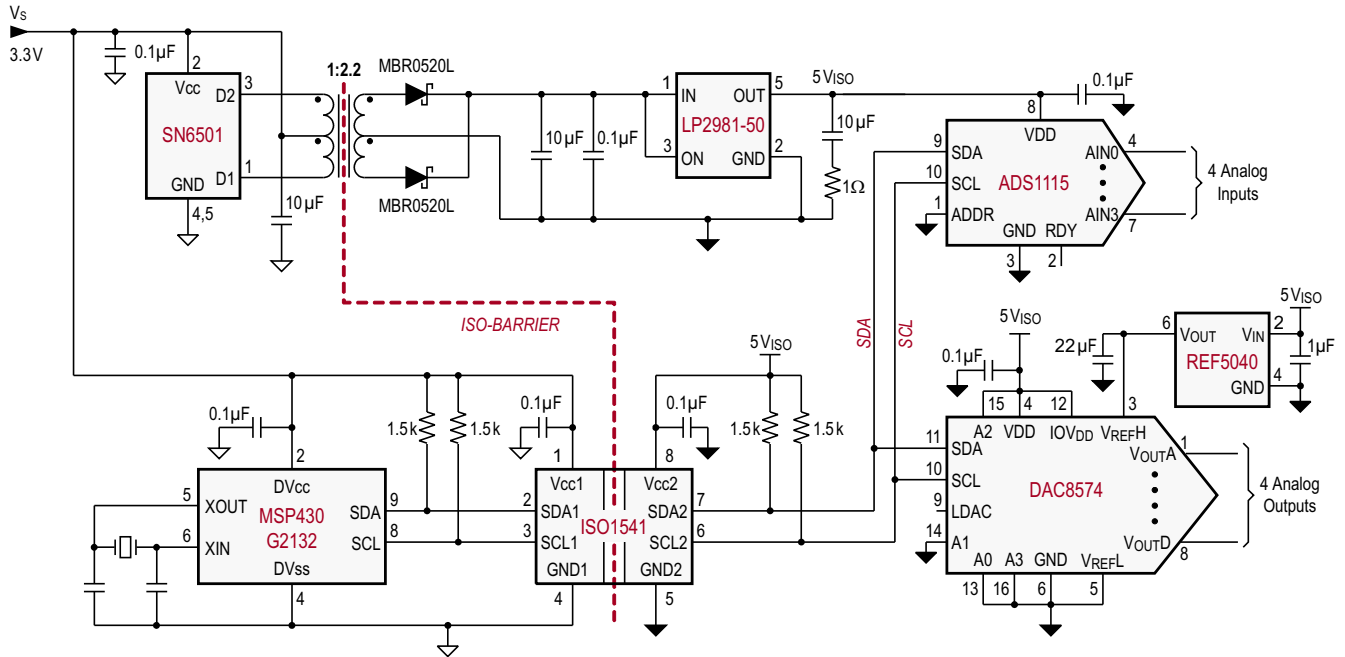 VS
3.3V
0.1µF
2
Vcc
D2
3
SN6501
D1
1
GND
4,5
10µF
1:2.2
MBR0520L
MBR0520L
10µF
0.1µF
1
IN
OUT
5
LP2981-50
3
ON
GND
2
5VISO
10µF
1Ω
0.1µF
8
VDD
9
SDA
AIN0
4
10
SCL
ADS1115
1
ADDR
AIN3
7
GND
RDY
3
2
4 Analog
Inputs
ISO-BARRIER
SDA
SCL
5VISO
0.1µF
22µF
6
VOUT
VIN
2
REF5040
GND
4
5VISO
1µF
15
4
12
3
A2
VDD
IOVDD
VREFH
11
SDA
VOUTA
1
10
SCL
DAC8574
9
LDAC
14
A1
VOUTD
8
A0
A3
GND
VREFL
13
16
6
5
4 Analog
Outputs
0.1µF
2
DVcc
5
XOUT
MSP430
G2132
SDA
9
6
XIN
SCL
8
DVss
4
1.5k
1.5k
0.1µF
1
Vcc1
2
SDA1
3
SCL1
GND1
4
ISO1541
5VISO
0.1µF
8
Vcc2
SDA2
7
SCL2
6
GND2
5
1.5k
1.5k